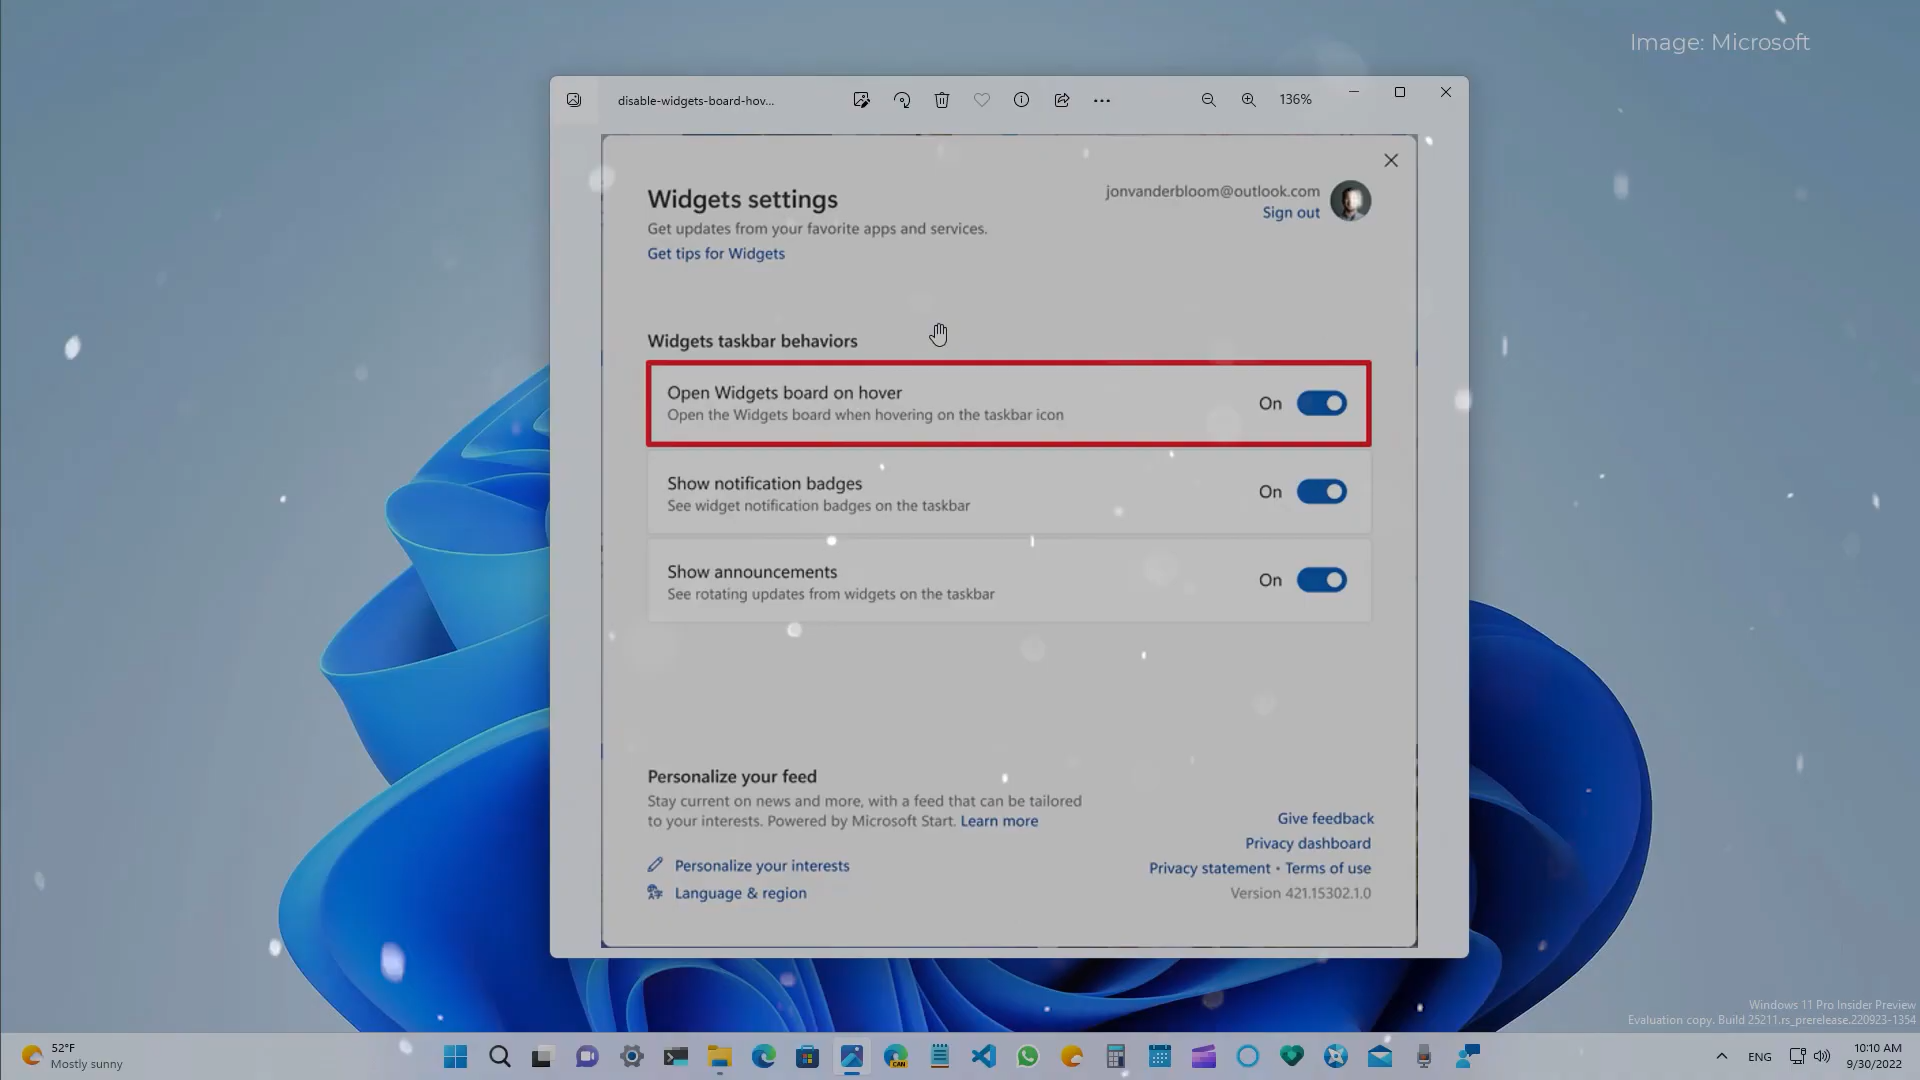 Image: Microsoft
disable-widgets-board-hov...
136%
Widgets settings
jonvanderbloom@outlook.com
Sign out
Get updates from your favorite apps and services.
Get tips for Widgets
Widgets taskbar behaviors
Open Widgets board on hover
Open the Widgets board when hovering on the taskbar icon
On
Show notification badges
See widget notification badges on the taskbar
On
Show announcements
See rotating updates from widgets on the taskbar
On
Personalize your feed
Stay current on news and more, with a feed that can be tailored
to your interests. Powered by Microsoft Start. Learn more
Personalize your interests
Language & region
Give feedback
Privacy dashboard
Privacy statement • Terms of use
Version 421.15302.1.0
Windows 11 Pro Insider Preview
Evaluation copy. Build 25211.rs_prerelease.220923-1354
52°F
Mostly sunny
CAN
ENG
10:10 AM
9/30/2022